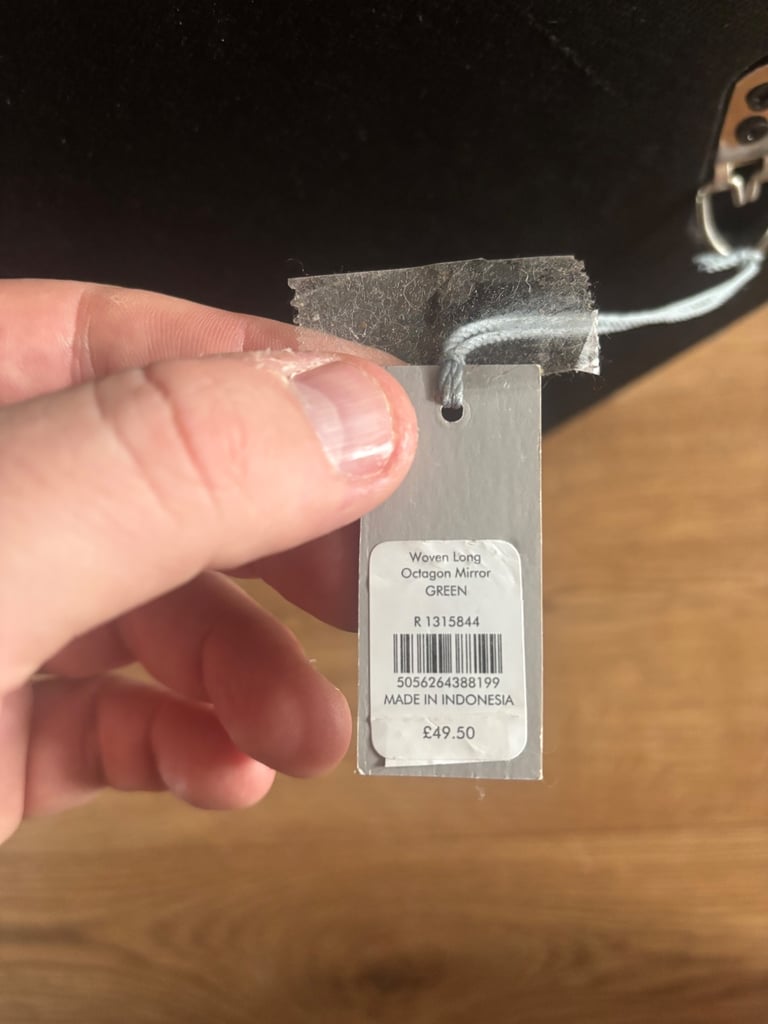 Woven Long
Octagon Mirror
GREEN
R 1315844
5056264388199
MADE IN INDONESIA
£49.50